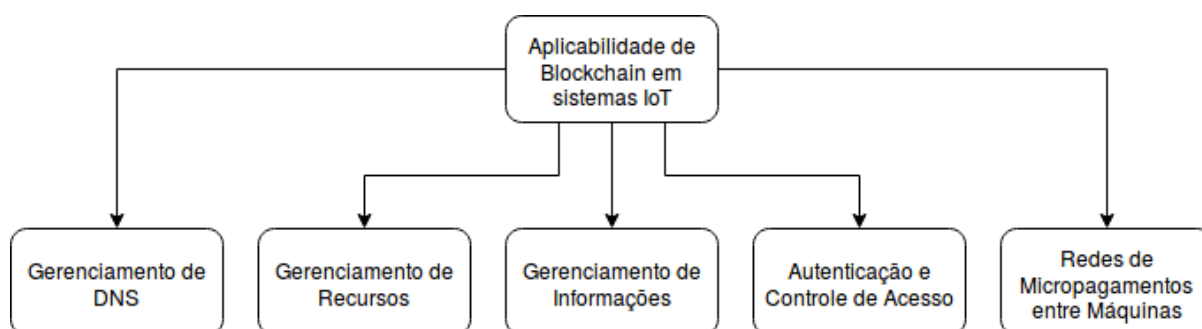 Aplicabilidade de
Blockchain em
sistemas IoT
Gerenciamento de
DNS
Gerenciamento de
Recursos
Gerenciamento de
Informações
Autenticação e
Controle de Acesso
Redes de
Micropagamentos
entre Máquinas